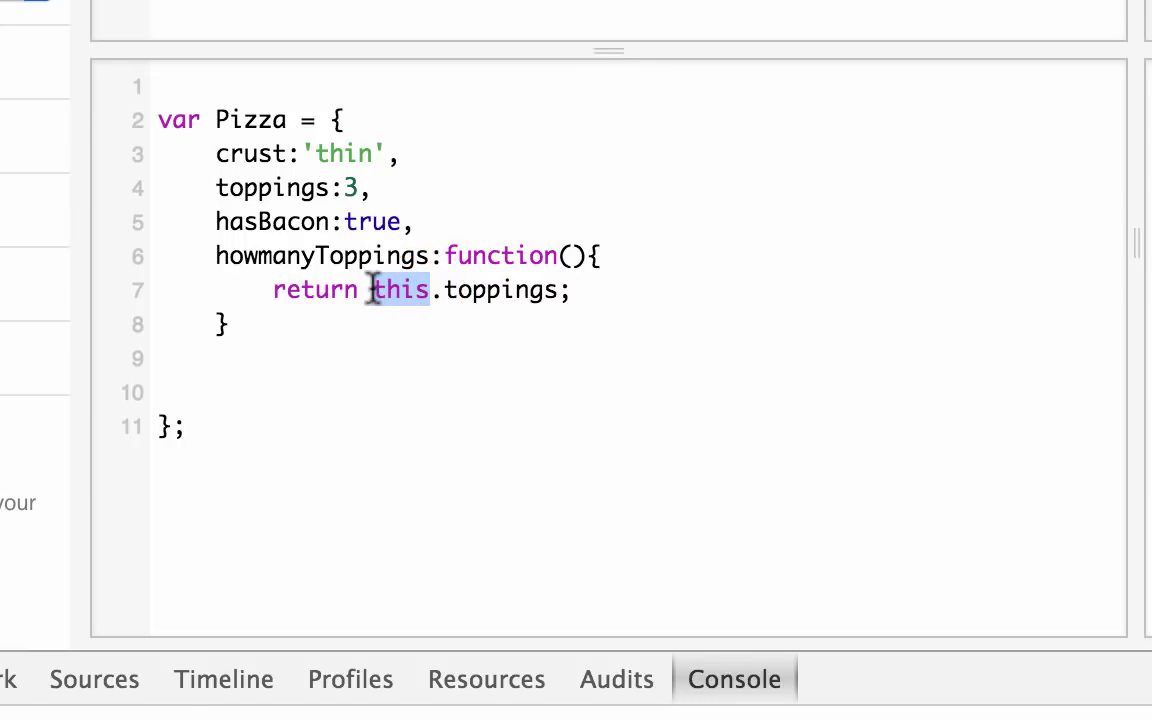 1
2 var Pizza = {
3 crust:'thin',
4 toppings:3,
5 hasBacon:true,
6 howmanyToppings:function(){
7 return this.toppings;
8 }
9
10
11 };
your
rk Sources Timeline Profiles Resources Audits Console